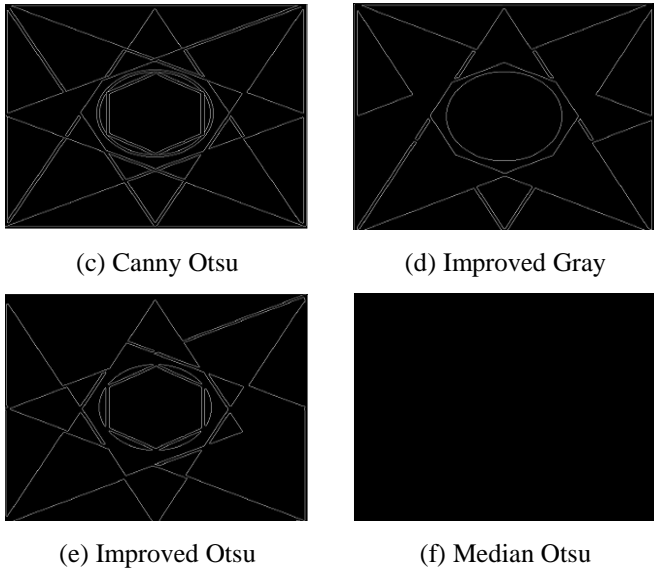 (c) Canny Otsu
(d) Improved Gray
(e) Improved Otsu
(f) Median Otsu